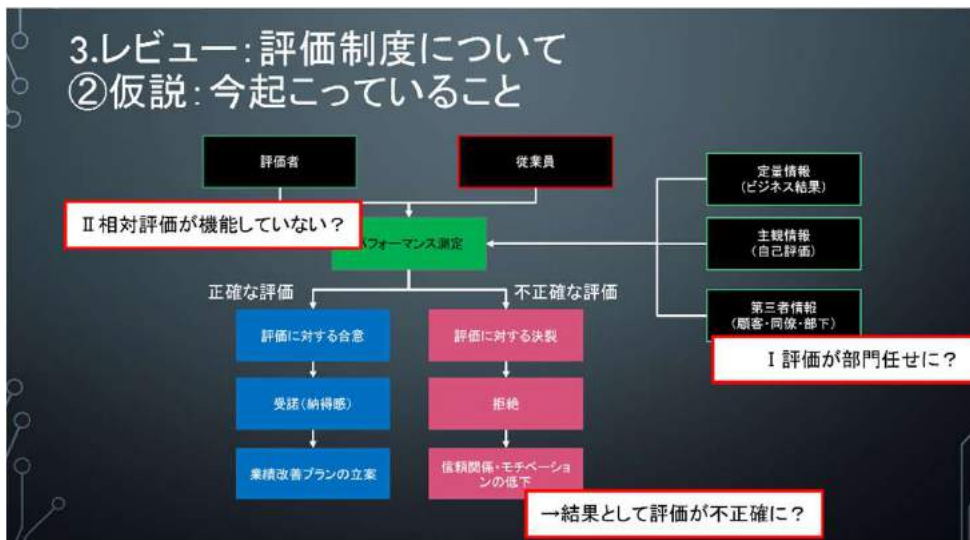 3.レビュー:評価制度について
②仮説:今起こっていること
評価者
従業員
定量情報
(ビジネス結果)
Ⅱ相対評価が機能していない?
パフォーマンス測定
主観情報
(自己評価)
正確な評価
不正確な評価
第三者情報
(顧客・同僚・部下)
評価に対する合意
評価に対する決裂
Ⅰ評価が部門任せに?
受諾(納得感)
拒絶
業績改善プランの立案
信頼関係・モチベーショ
ンの低下
→結果として評価が不正確に?